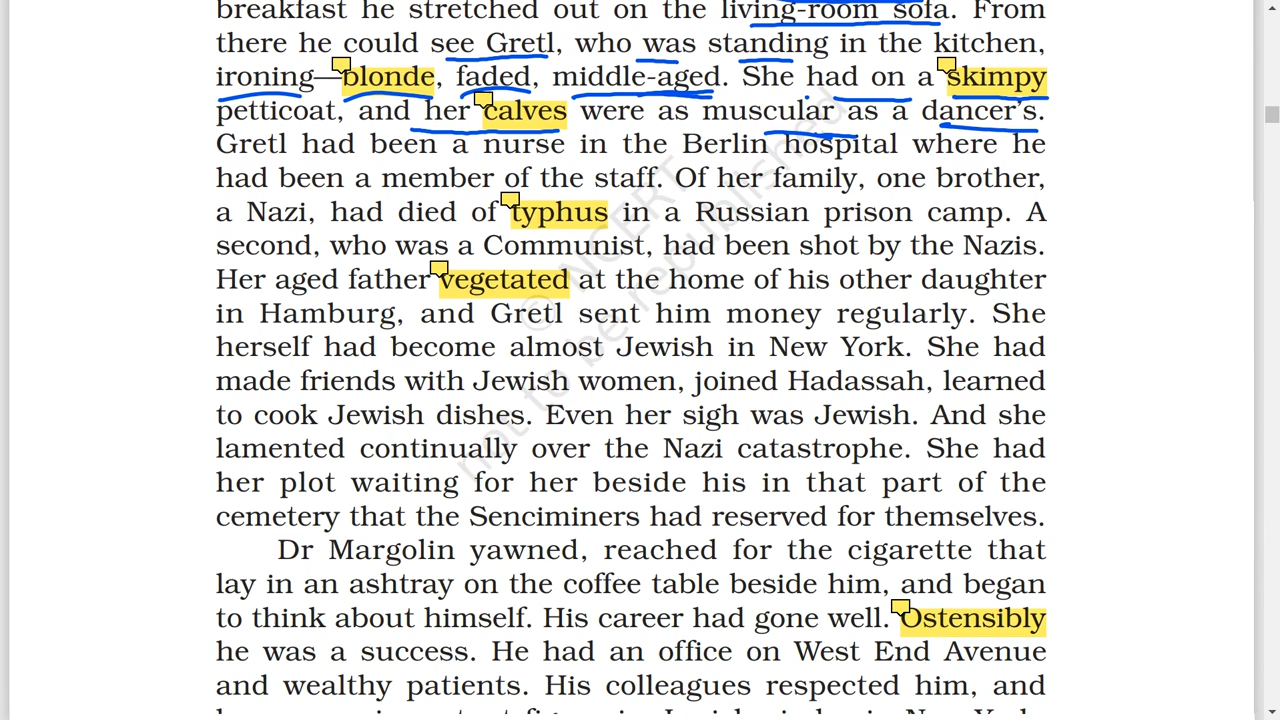 breakfast he stretched out on the living-room sofa. From
there he could see Gretl, who was standing in the kitchen,
ironing—blonde, faded, middle-aged. She had on a skimpy
petticoat, and her calves were as muscular as a dancer's.
Gretl had been a nurse in the Berlin hospital where he
had been a member of the staff. Of her family, one brother,
a Nazi, had died of typhus in a Russian prison camp. A
second, who was a Communist, had been shot by the Nazis.
Her aged father vegetated at the home of his other daughter
in Hamburg, and Gretl sent him money regularly. She
herself had become almost Jewish in New York. She had
made friends with Jewish women, joined Hadassah, learned
to cook Jewish dishes. Even her sigh was Jewish. And she
lamented continually over the Nazi catastrophe. She had
her plot waiting for her beside his in that part of the
cemetery that the Senciminers had reserved for themselves.
Dr Margolin yawned, reached for the cigarette that
lay in an ashtray on the coffee table beside him, and began
to think about himself. His career had gone well. Ostensibly
he was a success. He had an office on West End Avenue
and wealthy patients. His colleagues respected him, and
© NCERT
not to be republished